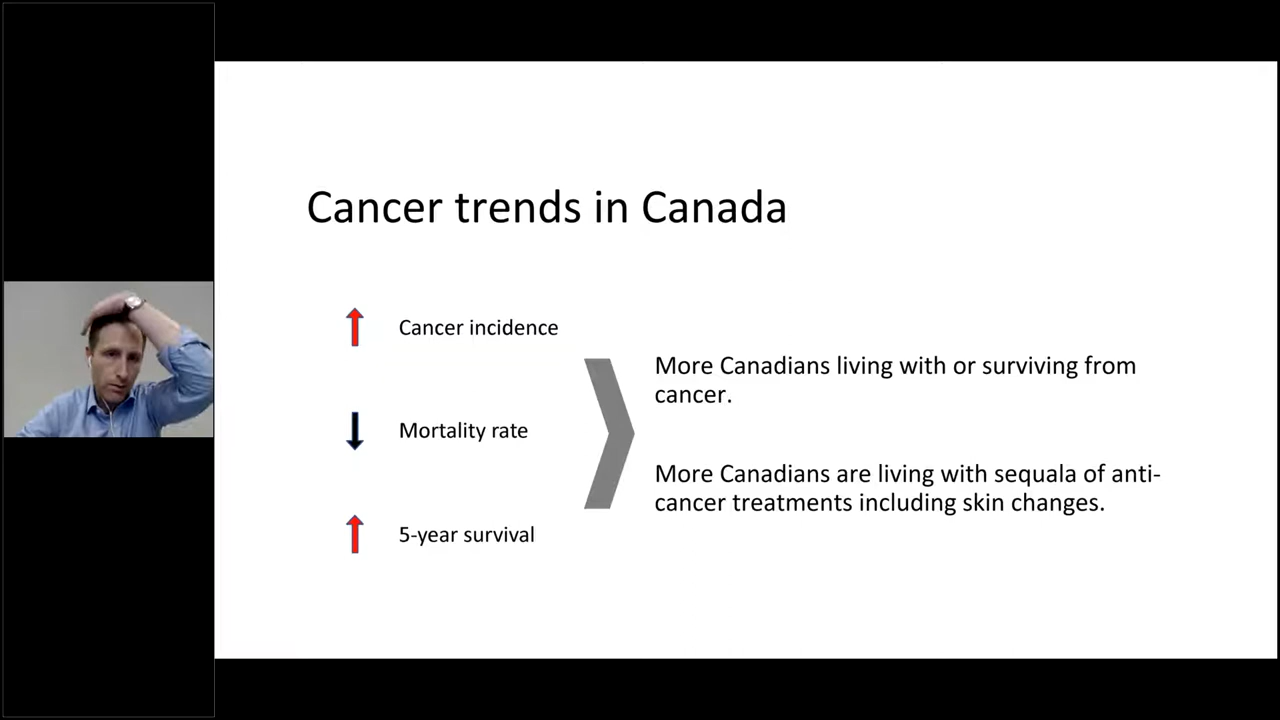 Cancer trends in Canada
Cancer incidence
Mortality rate
5-year survival
More Canadians living with or surviving from
cancer.
More Canadians are living with sequala of anti-
cancer treatments including skin changes.